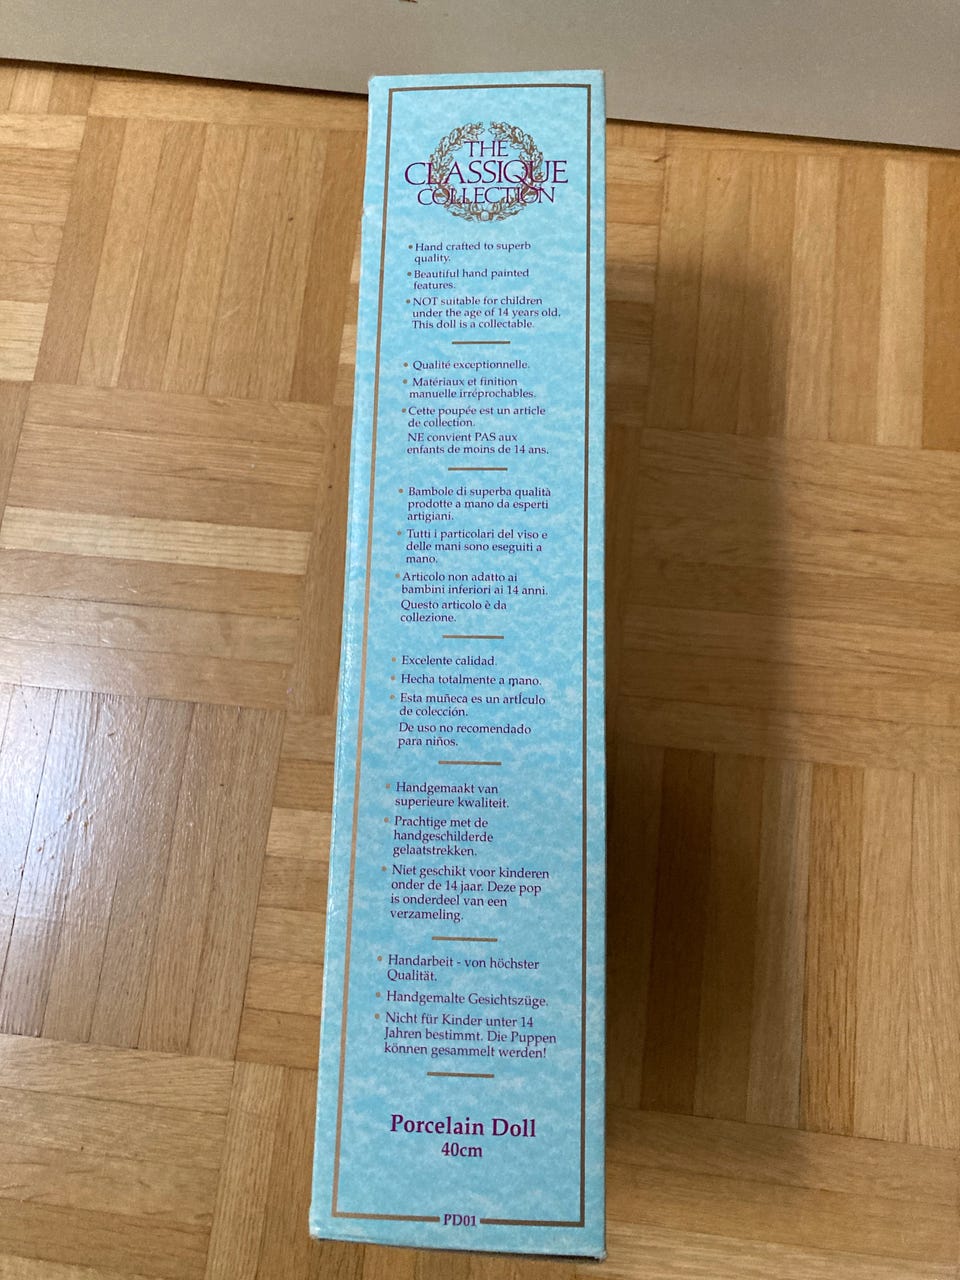 THE
CLASSIQUE
COLLECTION
• Hand crafted to superb
quality.
• Beautiful hand painted
features.
• NOT suitable for children
under the age of 14 years old.
This doll is a collectable.
• Qualité exceptionnelle.
• Matériaux et finition
manuelle irréprochables.
• Cette poupée est un article
de collection.
NE convient PAS aux
enfants de moins de 14 ans.
• Bambole di superba qualità
prodotte a mano da esperti
artigiani.
• Tutti i particolari del viso e
delle mani sono eseguiti a
mano.
• Articolo non adatto ai
bambini inferiori ai 14 anni.
Questo articolo è da
collezione.
• Excelente calidad.
• Hecha totalmente a mano.
• Esta muñeca es un artículo
de colección.
De uso no recomendado
para niños.
• Handgemaakt van
superieure kwaliteit.
• Prachtige met de
handgeschilderde
gelaatstrekken.
• Niet geschikt voor kinderen
onder de 14 jaar. Deze pop
is onderdeel van een
verzameling.
• Handarbeit - von höchster
Qualität.
• Handgemalte Gesichtszüge.
• Nicht für Kinder unter 14
Jahren bestimmt. Die Puppen
können gesammelt werden!
Porcelain Doll
40cm
PD01